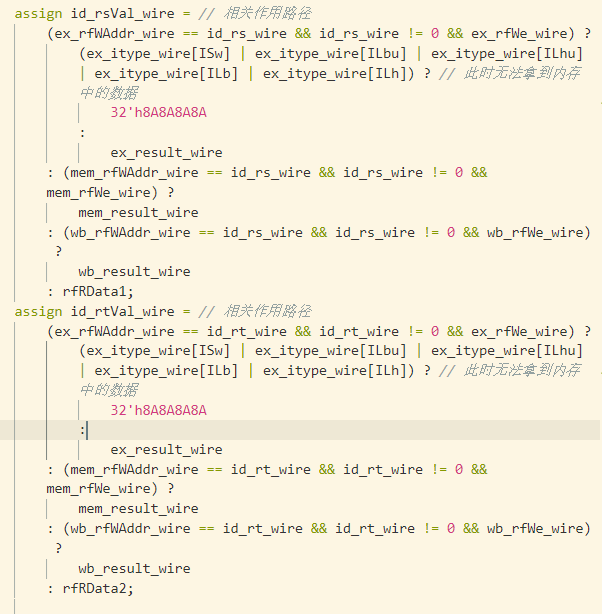 assign id_rsVal_wire = // 相关作用路径
(ex_rfWAddr_wire == id_rs_wire && id_rs_wire != 0 && ex_rfWe_wire) ?
(ex_itype_wire[ISw] | ex_itype_wire[ILbu] | ex_itype_wire[ILhu]
| ex_itype_wire[ILb] | ex_itype_wire[ILh]) ? // 此时无法拿到内存
中的数据
32'h8A8A8A8A
:
ex_result_wire
: (mem_rfWAddr_wire == id_rs_wire && id_rs_wire != 0 &&
mem_rfWe_wire) ?
mem_result_wire
: (wb_rfWAddr_wire == id_rs_wire && id_rs_wire != 0 && wb_rfWe_wire)
?
wb_result_wire
: rfRData1;
assign id_rtVal_wire = // 相关作用路径
(ex_rfWAddr_wire == id_rt_wire && id_rt_wire != 0 && ex_rfWe_wire) ?
(ex_itype_wire[ISw] | ex_itype_wire[ILbu] | ex_itype_wire[ILhu]
| ex_itype_wire[ILb] | ex_itype_wire[ILh]) ? // 此时无法拿到内存
中的数据
32'h8A8A8A8A
:
ex_result_wire
: (mem_rfWAddr_wire == id_rt_wire && id_rt_wire != 0 &&
mem_rfWe_wire) ?
mem_result_wire
: (wb_rfWAddr_wire == id_rt_wire && id_rt_wire != 0 && wb_rfWe_wire)
?
wb_result_wire
: rfRData2;